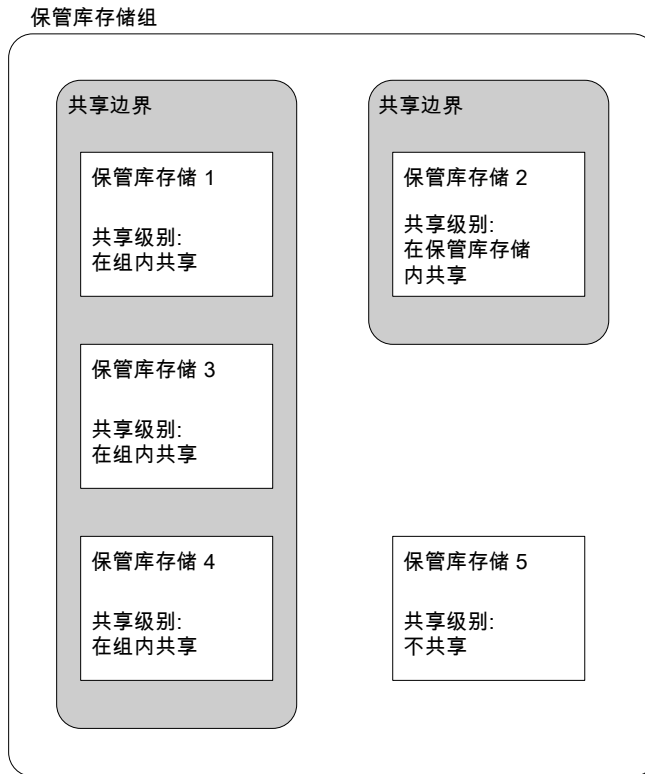 保管库存储组
共享边界
保管库存储 1
共享级别:
在组内共享
保管库存储 3
共享级别:
在组内共享
保管库存储 4
共享级别:
在组内共享
共享边界
保管库存储 2
共享级别:
在保管库存储
内共享
保管库存储 5
共享级别:
不共享